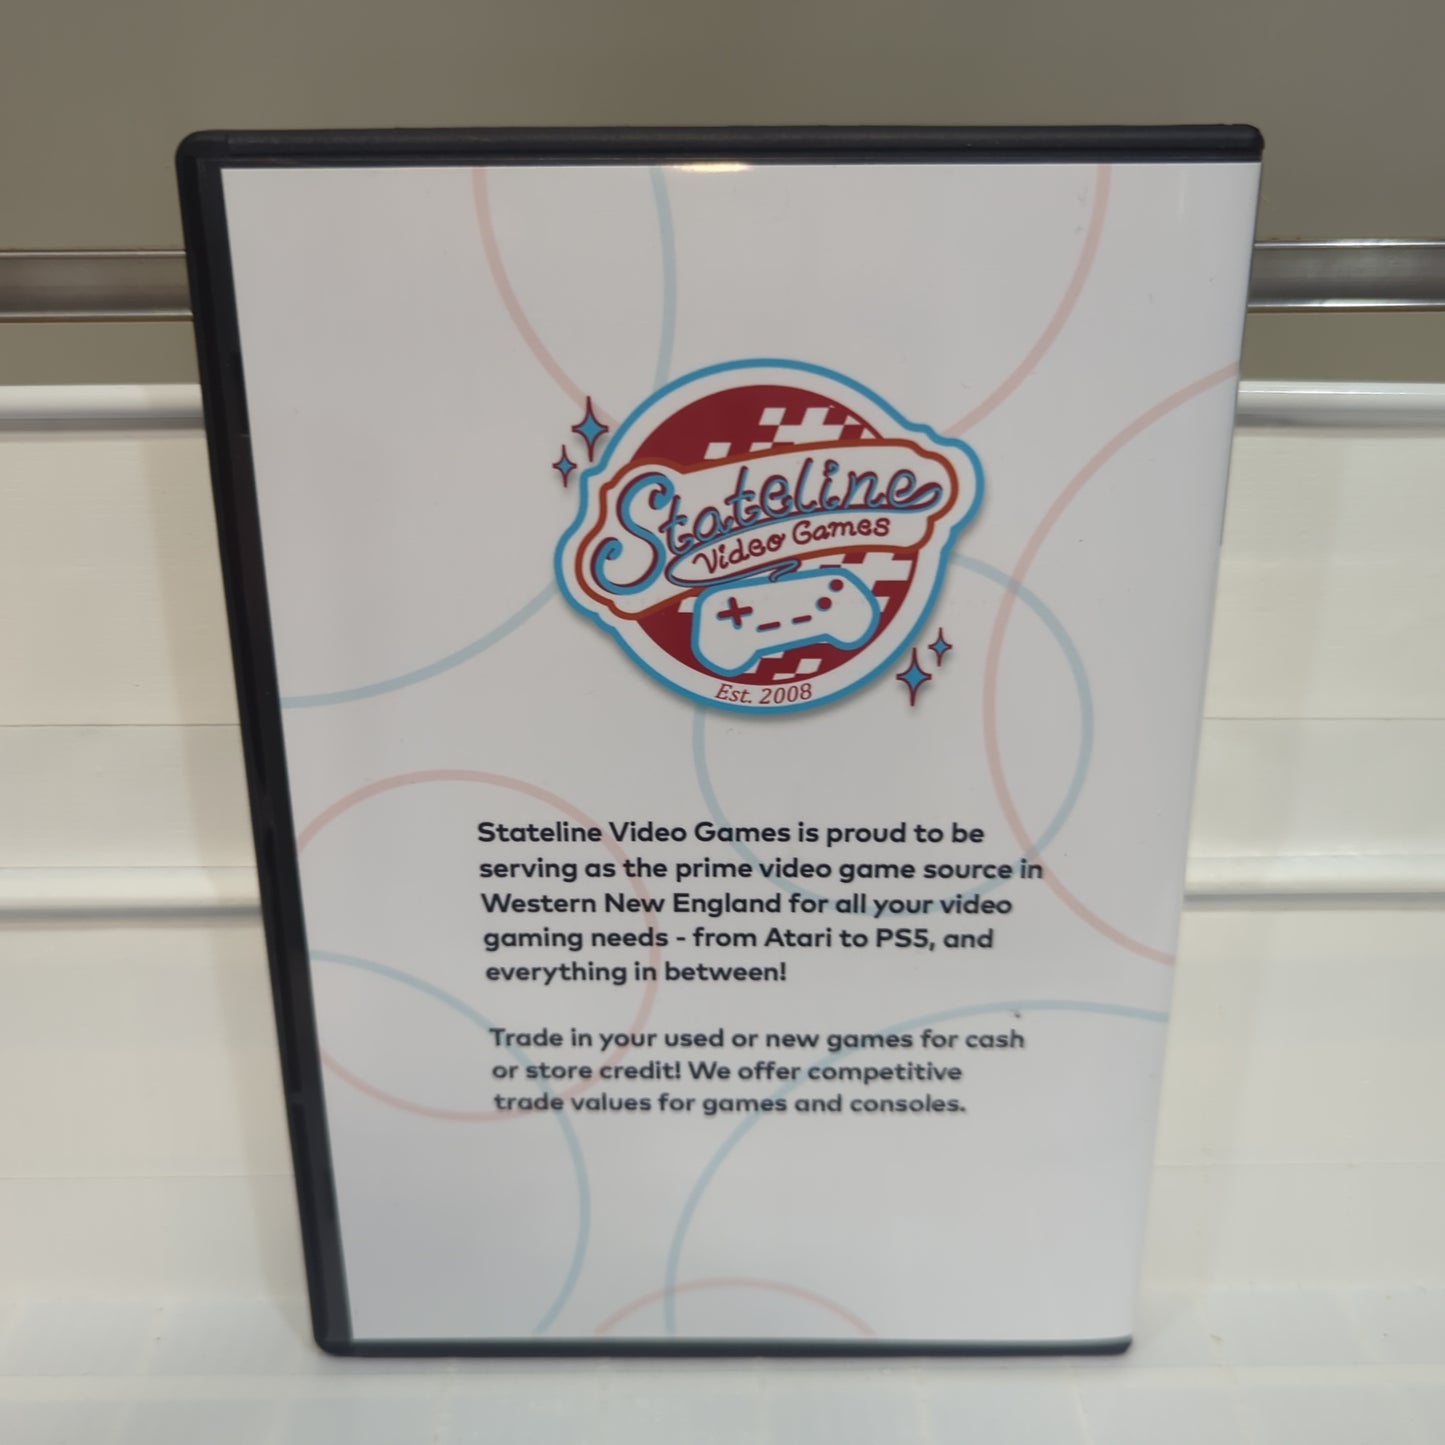 Stateline
Video Games
Est. 2008
Stateline Video Games is proud to be
serving as the prime video game source in
Western New England for all your video
gaming needs - from Atari to PS5, and
everything in between!
Trade in your used or new games for cash
or store credit! We offer competitive
trade values for games and consoles.